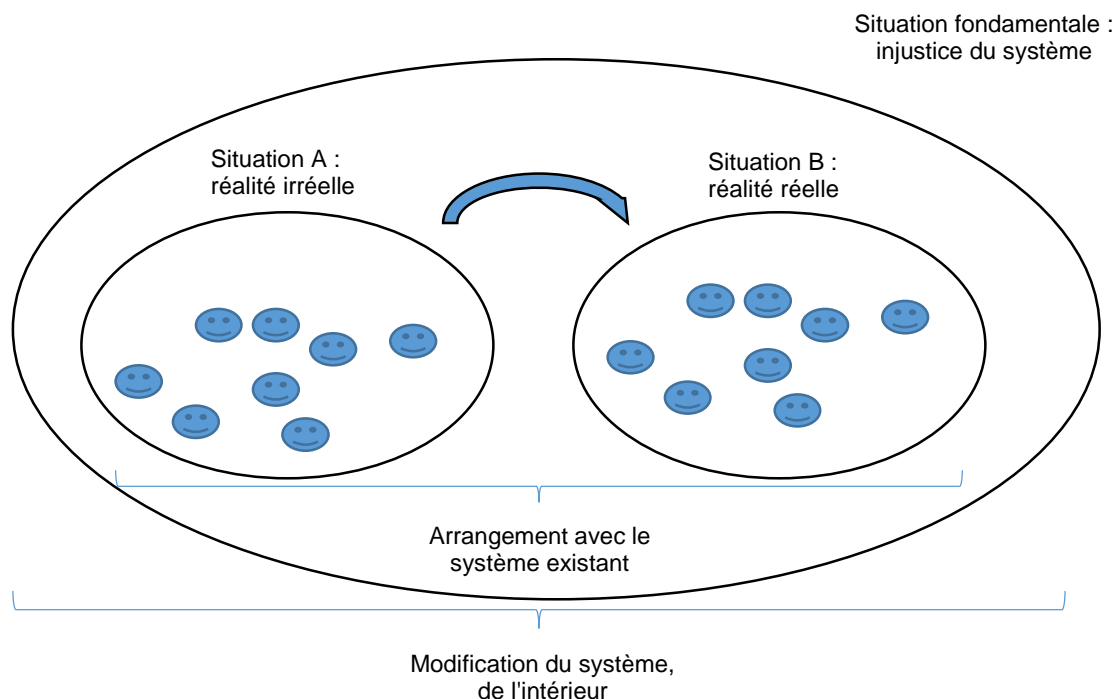 Situation fondamentale :
injustice du système
Situation A :
réalité irréelle
Situation B :
réalité réelle
Arrangement avec le
système existant
Modification du système,
de l'intérieur